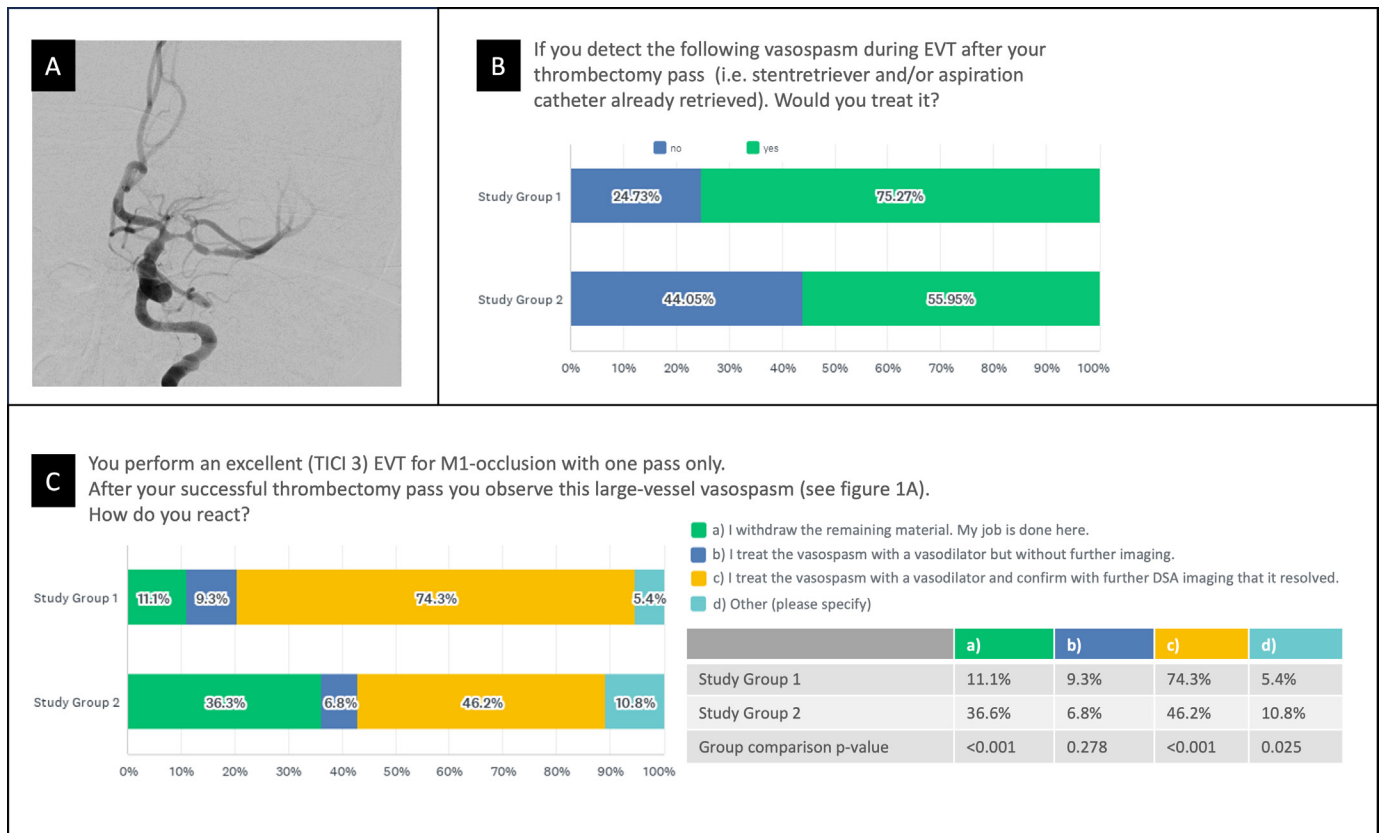 A
B
If you detect the following vasospasm during EVT after your
thrombectomy pass  (i.e. stentretriever and/or aspiration
catheter already retrieved). Would you treat it?
no yes
Study Group 1 24.73% 75.27%
Study Group 2 44.05% 55.95%
0% 10% 20% 30% 40% 50% 60% 70% 80% 90% 100%
C
You perform an excellent (TICI 3) EVT for M1-occlusion with one pass only.
After your successful thrombectomy pass you observe this large-vessel vasospasm (see figure 1A).
How do you react?
a) I withdraw the remaining material. My job is done here.
b) I treat the vasospasm with a vasodilator but without further imaging.
c) I treat the vasospasm with a vasodilator and confirm with further DSA imaging that it resolved.
d) Other (please specify)
Study Group 1 11.1% 9.3% 74.3% 5.4%
Study Group 2 36.3% 6.8% 46.2% 10.8%
0% 10% 20% 30% 40% 50% 60% 70% 80% 90% 100%
a) b) c) d)
Study Group 1 11.1% 9.3% 74.3% 5.4%
Study Group 2 36.6% 6.8% 46.2% 10.8%
Group comparison p-value <0.001 0.278 <0.001 0.025